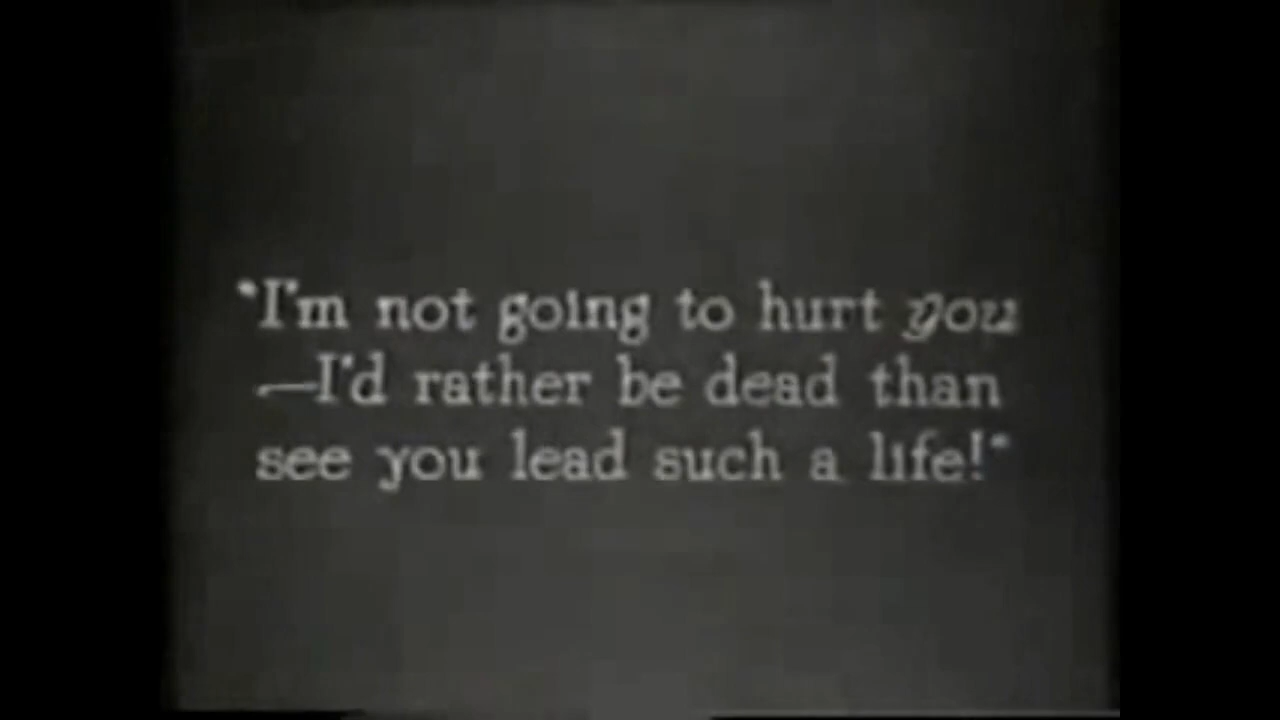 "I'm not going to hurt you
—I'd rather be dead than
see you lead such a life!"